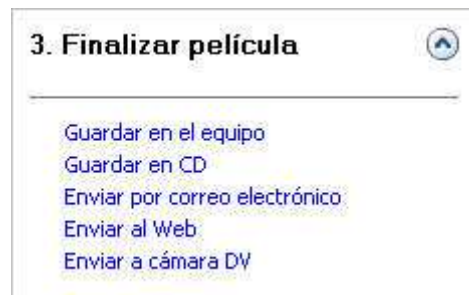 3. Finalizar película
Guardar en el equipo
Guardar en CD
Enviar por correo electrónico
Enviar al Web
Enviar a cámara DV